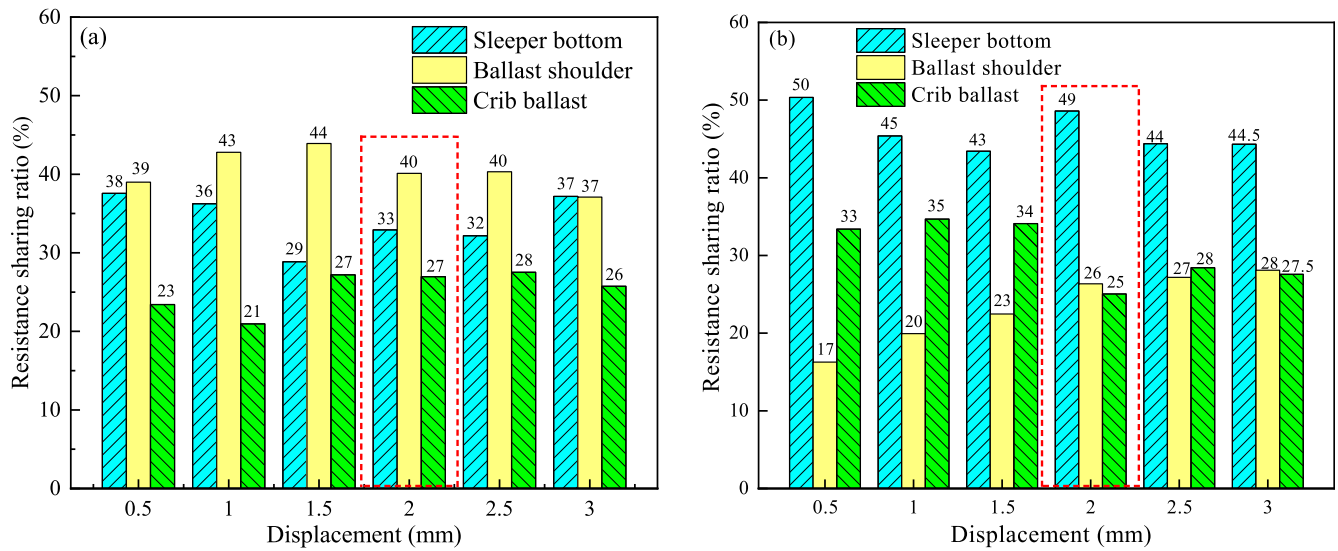 (a)
Sleeper bottom
Ballast shoulder
Crib ballast
Resistance sharing ratio (%)
60
50
40
30
20
10
0
38 39 23
36 43 21
29 44 27
33 40 27
32 40 28
37 37 26
0.5 1 1.5 2 2.5 3
Displacement (mm)
(b)
Sleeper bottom
Ballast shoulder
Crib ballast
Resistance sharing ratio (%)
60
50
40
30
20
10
0
50 17 33
45 20 35
43 23 34
49 26 25
44 27 28
44.5 28 27.5
0.5 1 1.5 2 2.5 3
Displacement (mm)